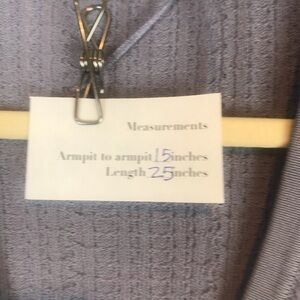 Measurements
Armpit to armpit 15inches
Length 25inches